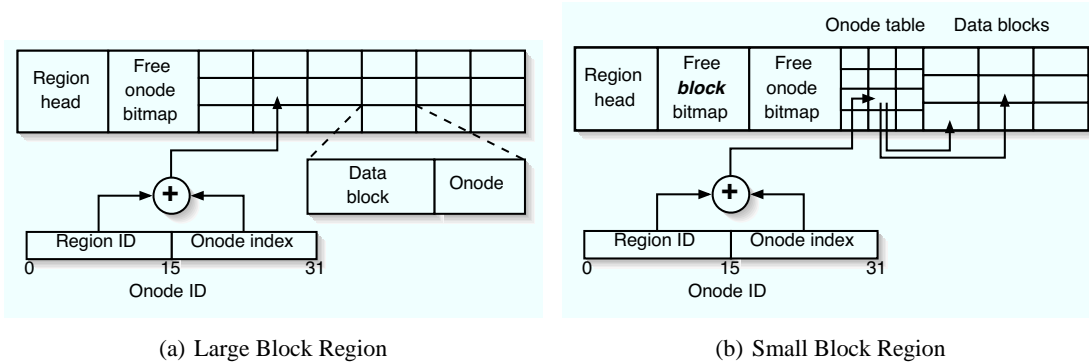 Region
head
Free
onode
bitmap
Data
block
Onode
+
Region ID
Onode index
0
15
31
Onode ID
(a) Large Block Region
Onode table
Data blocks
Region
head
Free
block
bitmap
Free
onode
bitmap
+
Region ID
Onode index
0
15
31
Onode ID
(b) Small Block Region